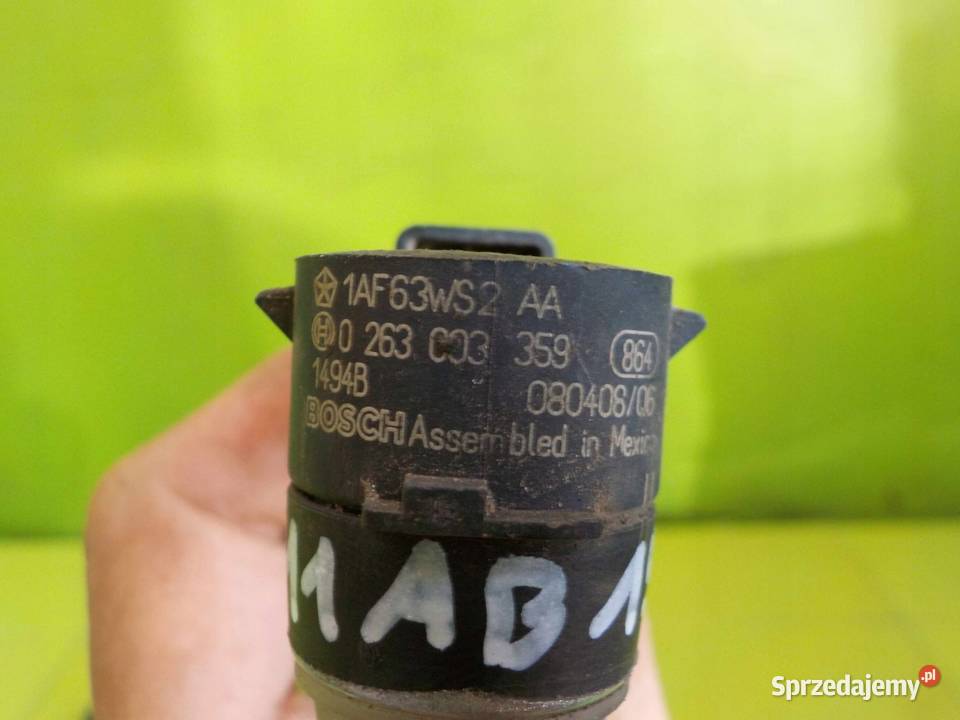 1AF63WS2 AA
0 263 003 359 864
1494B 080406/06
BOSCH Assembled in Mexico
11AB1
Sprzedajemy.pl